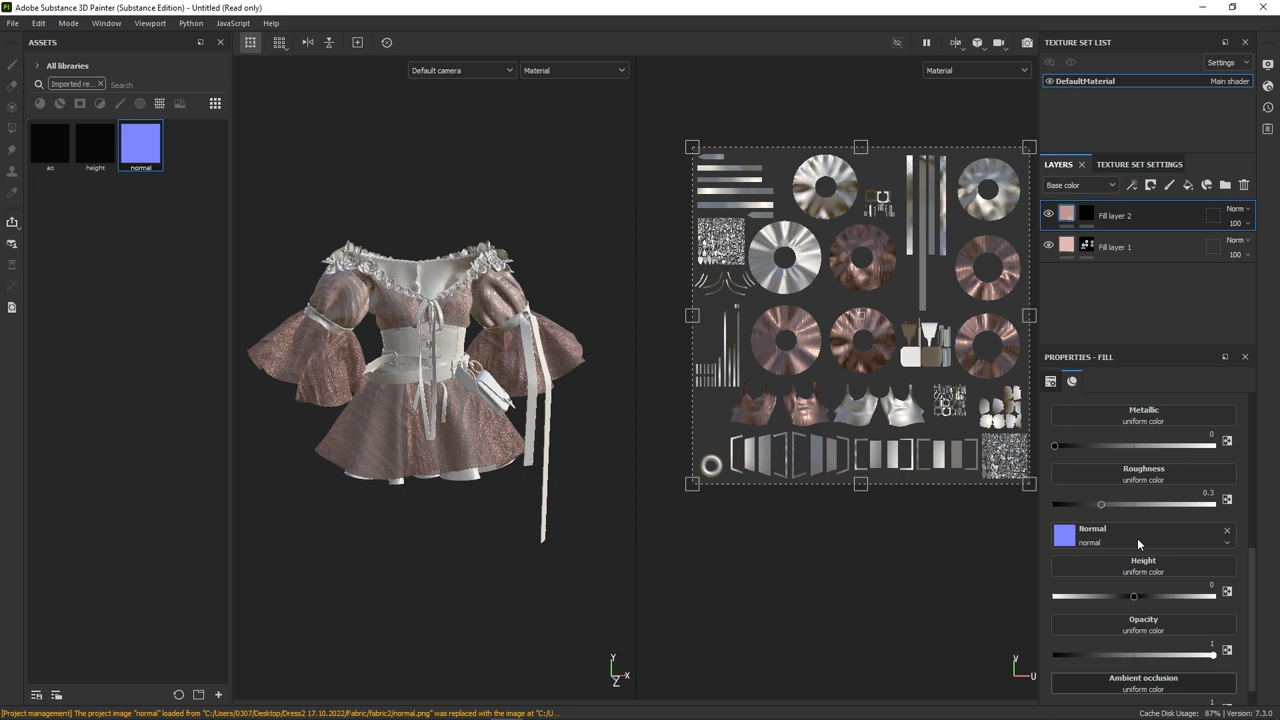 Pt Adobe Substance 3D Painter (Substance Edition) - Untitled (Read only)
File Edit Mode Window Viewport Python JavaScript Help
ASSETS
All libraries
Imported re... × Search
ao height normal
Default camera Material
Material
TEXTURE SET LIST
Settings
DefaultMaterial Main shader
LAYERS × TEXTURE SET SETTINGS
Base color
Fill layer 2 Norm
100
Fill layer 1 Norm
100
PROPERTIES - FILL
Metallic
uniform color
0
Roughness
uniform color
0.3
Normal
normal
Height
uniform color
0
Opacity
uniform color
1
Ambient occlusion
uniform color
Y
X
Z
V
U
[Project management] The project image "normal" loaded from "C:/Users/0307/Desktop/Dress2 17.10.2022/Fabric/fabric2/normal.png" was replaced with the image at "C:/U...
Cache Disk Usage: 87% | Version: 7.3.0